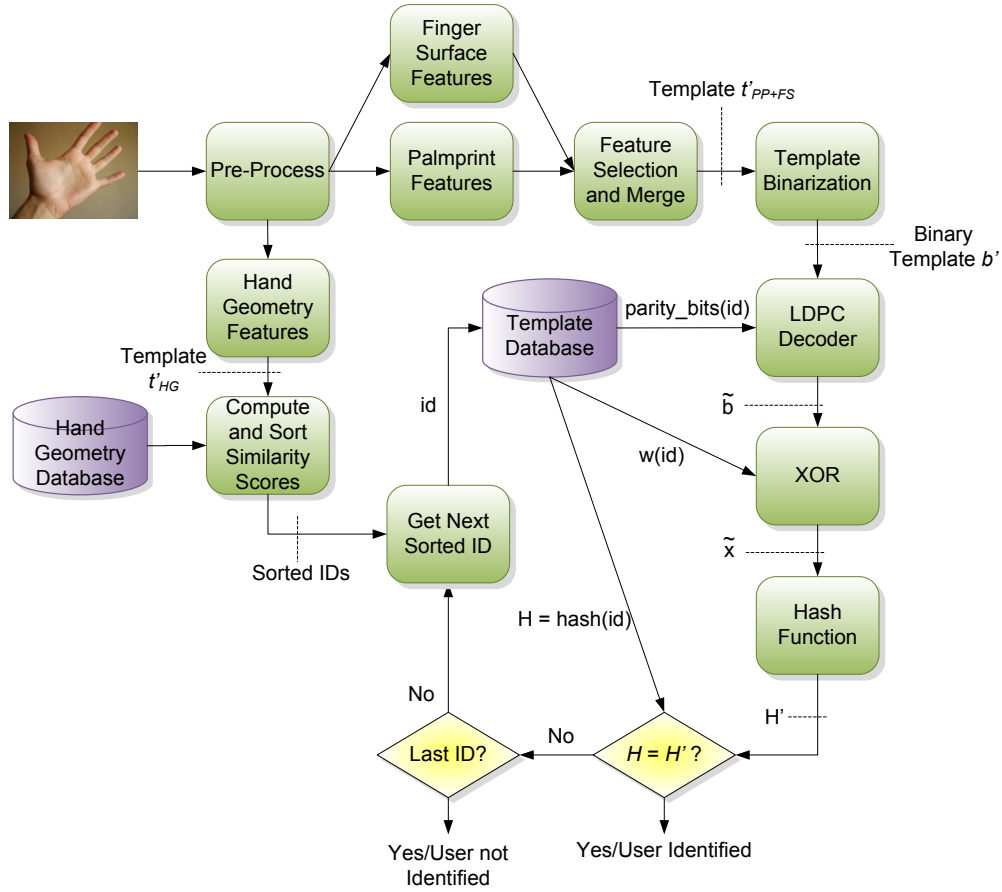 Finger
Surface
Features
Template t'PP+FS
Pre-Process
Palmprint
Features
Feature
Selection
and Merge
Template
Binarization
Binary
Template b'
Hand
Geometry
Features
Template
Database
parity_bits(id)
LDPC
Decoder
Template
t'HG
id
b̃
Hand
Geometry
Database
Compute
and Sort
Similarity
Scores
w(id)
XOR
Get Next
Sorted ID
Sorted IDs
x̃
H = hash(id)
Hash
Function
No
H'
Last ID?
No
H = H' ?
Yes/User not
Identified
Yes/User Identified